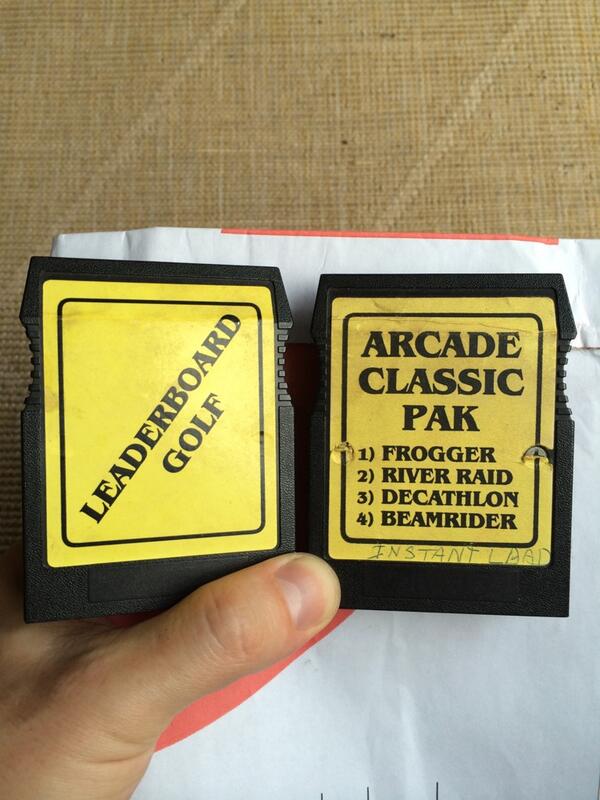 LEADERBOARD
GOLF
ARCADE
CLASSIC
PAK
1) FROGGER
2) RIVER RAID
3) DECATHLON
4) BEAMRIDER
INSTANT LAAD